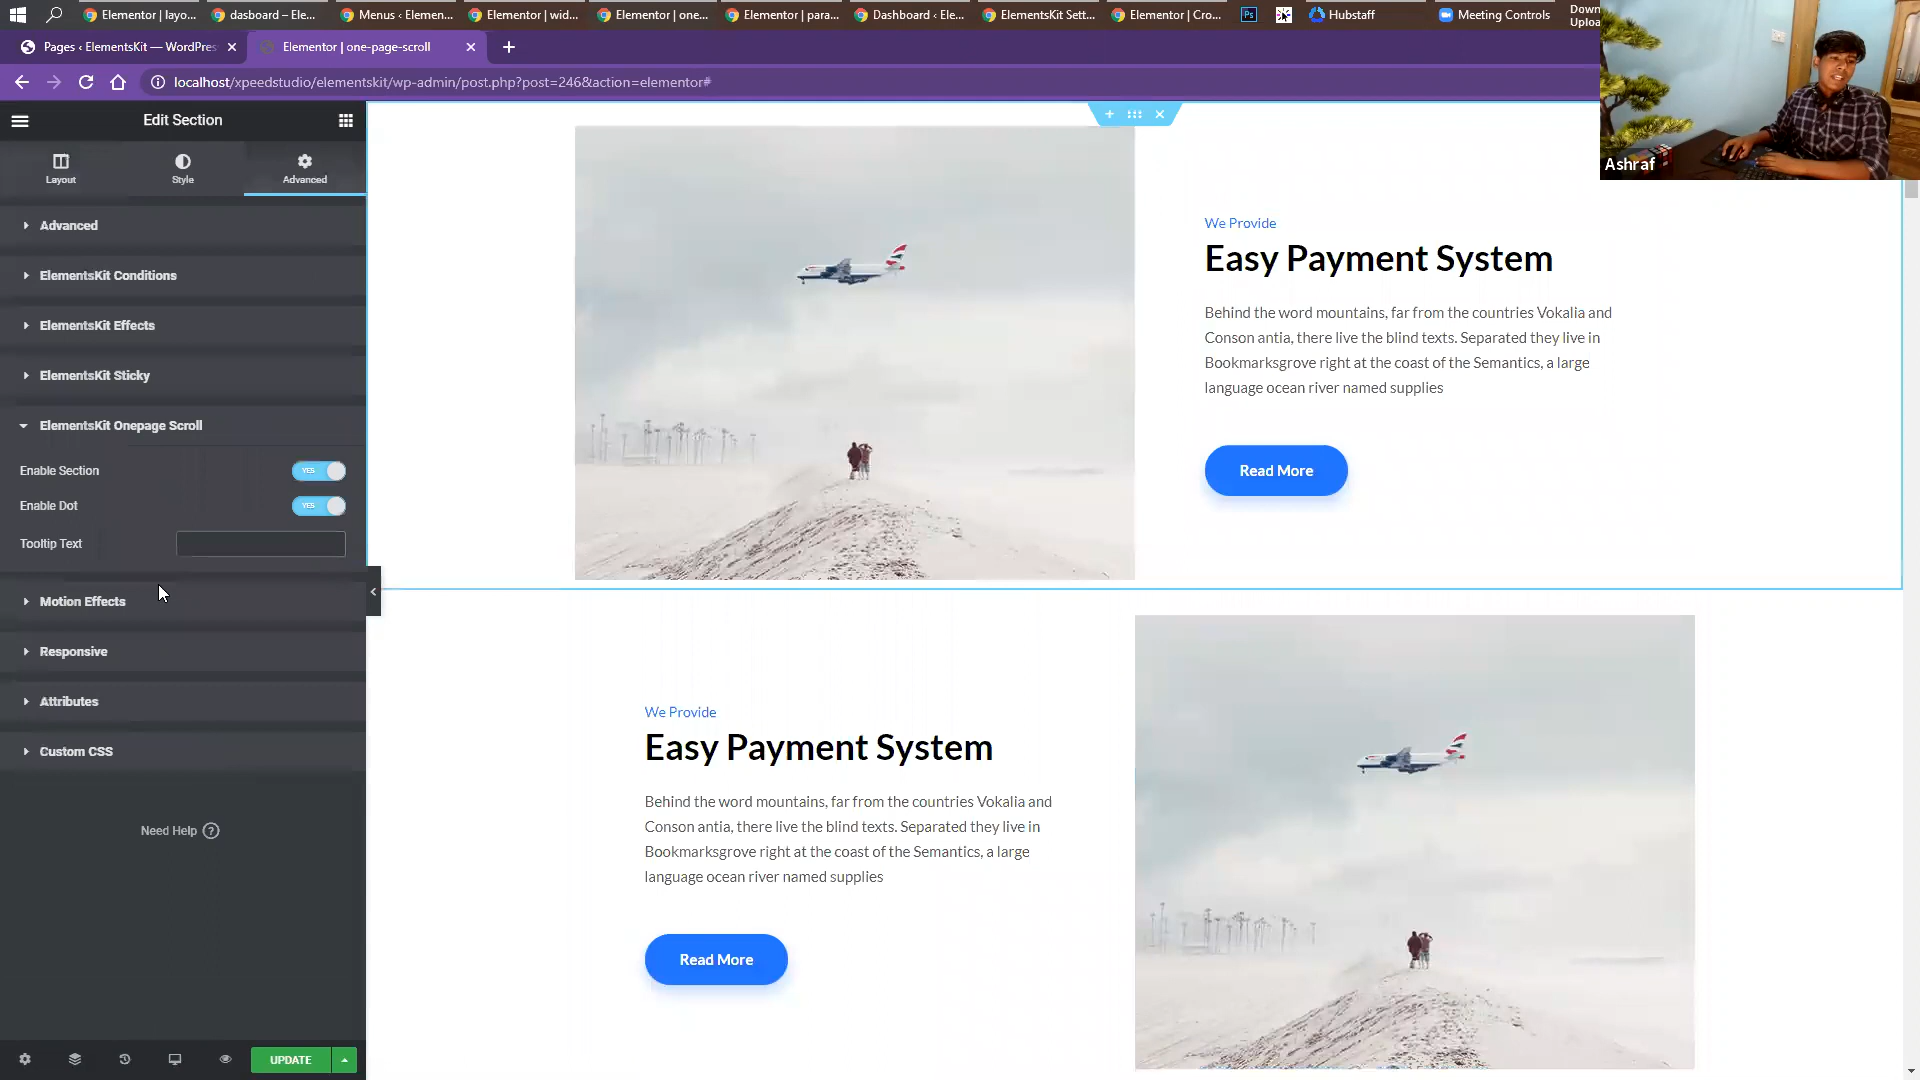 Elementor | layo...
dasboard – Ele...
Menus ‹ Elemen...
Elementor | wid...
Elementor | one...
Elementor | para...
Dashboard ‹ Ele...
ElementsKit Sett...
Elementor | Cro...
Ps
Hubstaff
Meeting Controls
Down
Uploa
Pages ‹ ElementsKit — WordPres
Elementor | one-page-scroll
localhost/xpeedstudio/elementskit/wp-admin/post.php?post=246&action=elementor#
Ashraf
Edit Section
Layout
Style
Advanced
Advanced
ElementsKit Conditions
ElementsKit Effects
ElementsKit Sticky
ElementsKit Onepage Scroll
Enable Section
YES
Enable Dot
YES
Tooltip Text
Motion Effects
Responsive
Attributes
Custom CSS
Need Help ?
UPDATE
We Provide
Easy Payment System
Behind the word mountains, far from the countries Vokalia and
Conson antia, there live the blind texts. Separated they live in
Bookmarksgrove right at the coast of the Semantics, a large
language ocean river named supplies
Read More
We Provide
Easy Payment System
Behind the word mountains, far from the countries Vokalia and
Conson antia, there live the blind texts. Separated they live in
Bookmarksgrove right at the coast of the Semantics, a large
language ocean river named supplies
Read More